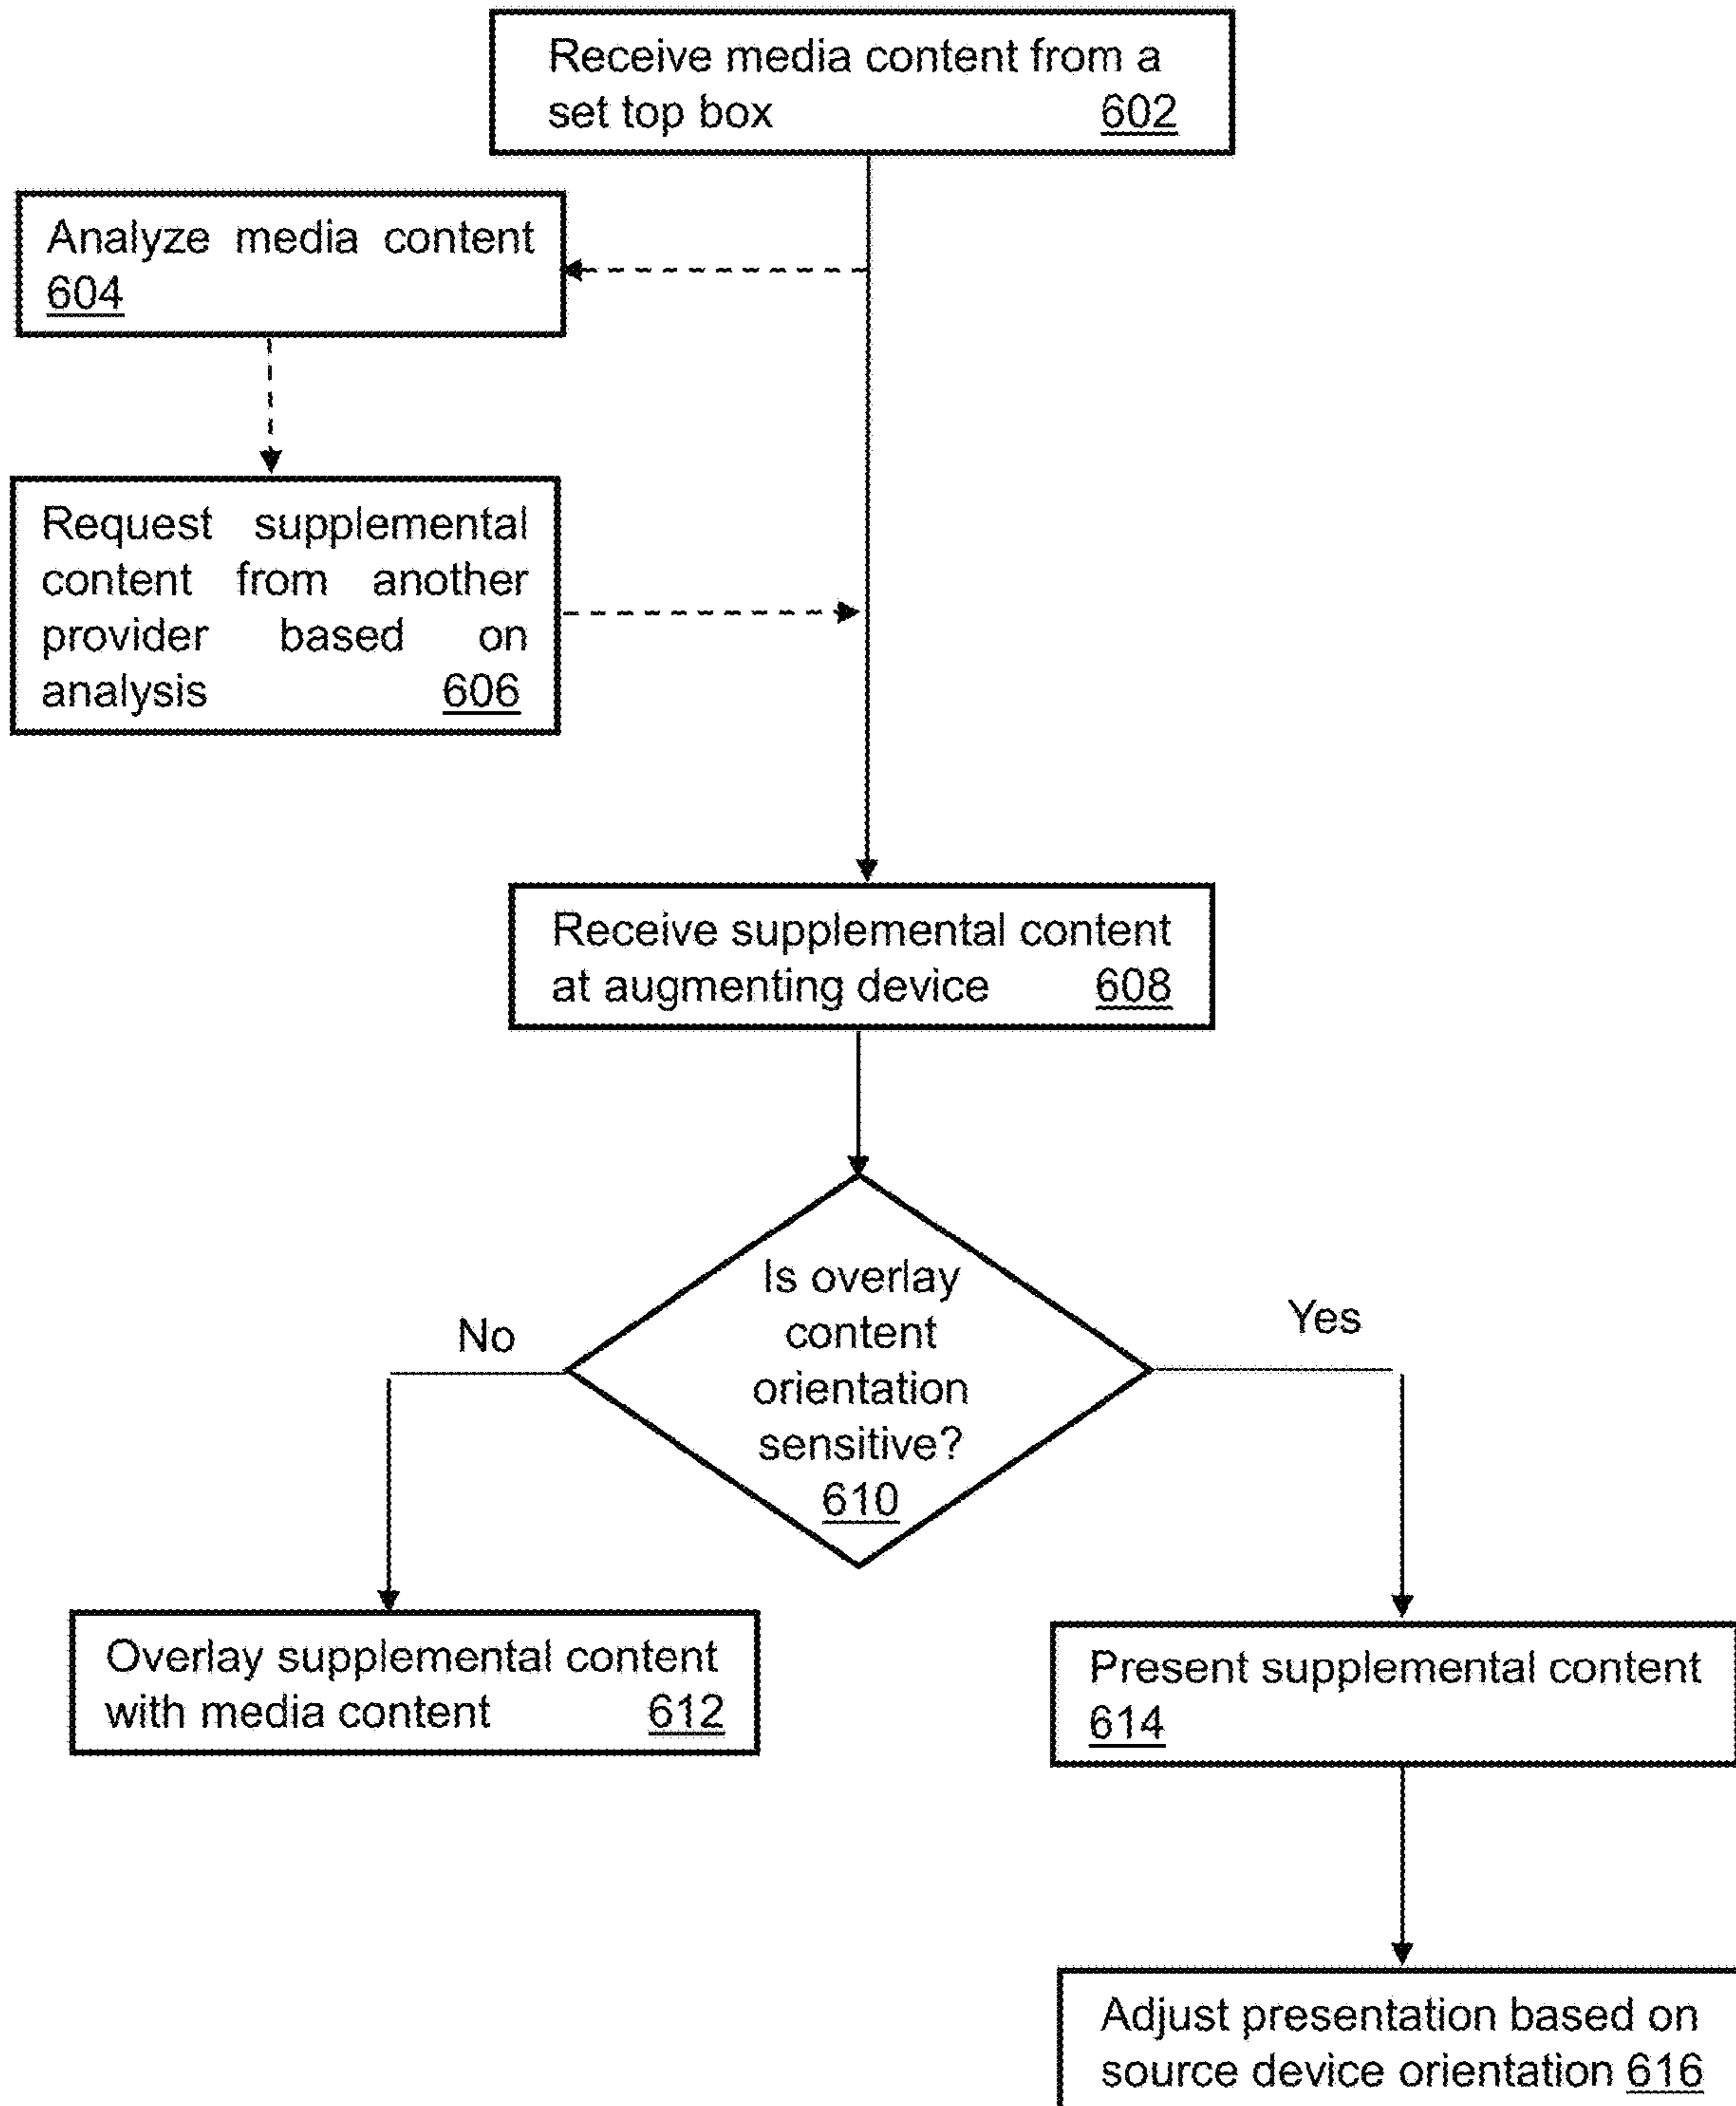 Receive media content from a
set top box 602
Analyze media content
604
Request supplemental
content from another
provider based on
analysis 606
Receive supplemental content
at augmenting device 608
Is overlay
content
orientation
sensitive?
610
No
Yes
Overlay supplemental content
with media content 612
Present supplemental content
614
Adjust presentation based on
source device orientation 616